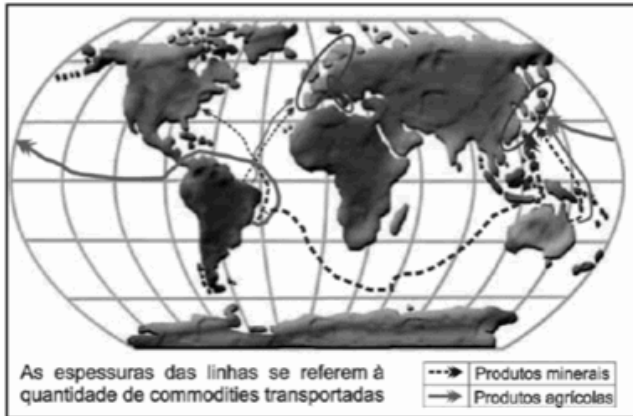 As espessuras das linhas se referem à
quantidade de commodities transportadas
Produtos minerais
Produtos agrícolas